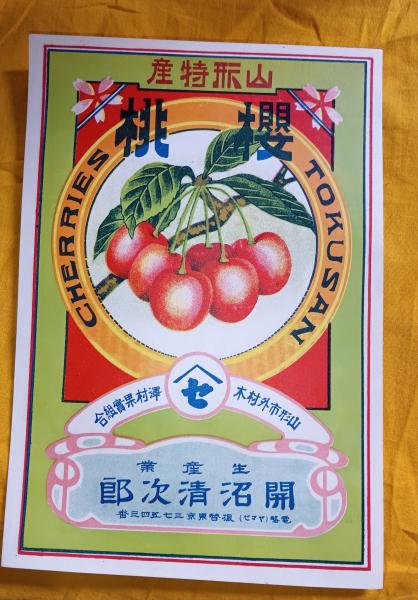 山形特産
櫻桃
CHERRIES TOKUSAN
セ
山形市外村木澤村果實組合
生産業
開沼清次郎
電略(ヤマセ) 振替東京三七五四三番